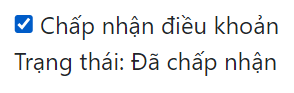 Chấp nhận điều khoản
Trạng thái: Đã chấp nhận